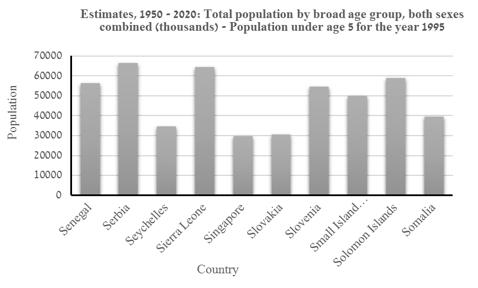 Estimates, 1950 - 2020: Total population by broad age group, both sexes
combined (thousands) - Population under age 5 for the year 1995
70000
60000
50000
40000
30000
20000
10000
0
Population
Senegal
Serbia
Seychelles
Sierra Leone
Singapore
Slovakia
Slovenia
Small Island...
Solomon Islands
Somalia
Country